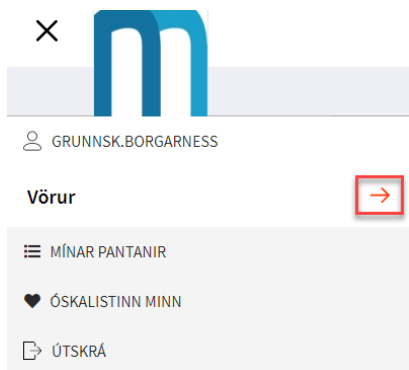 GRUNNSK.BORGARNESS
Vörur
MÍNAR PANTANIR
ÓSKALISTINN MINN
ÚTSKRÁ